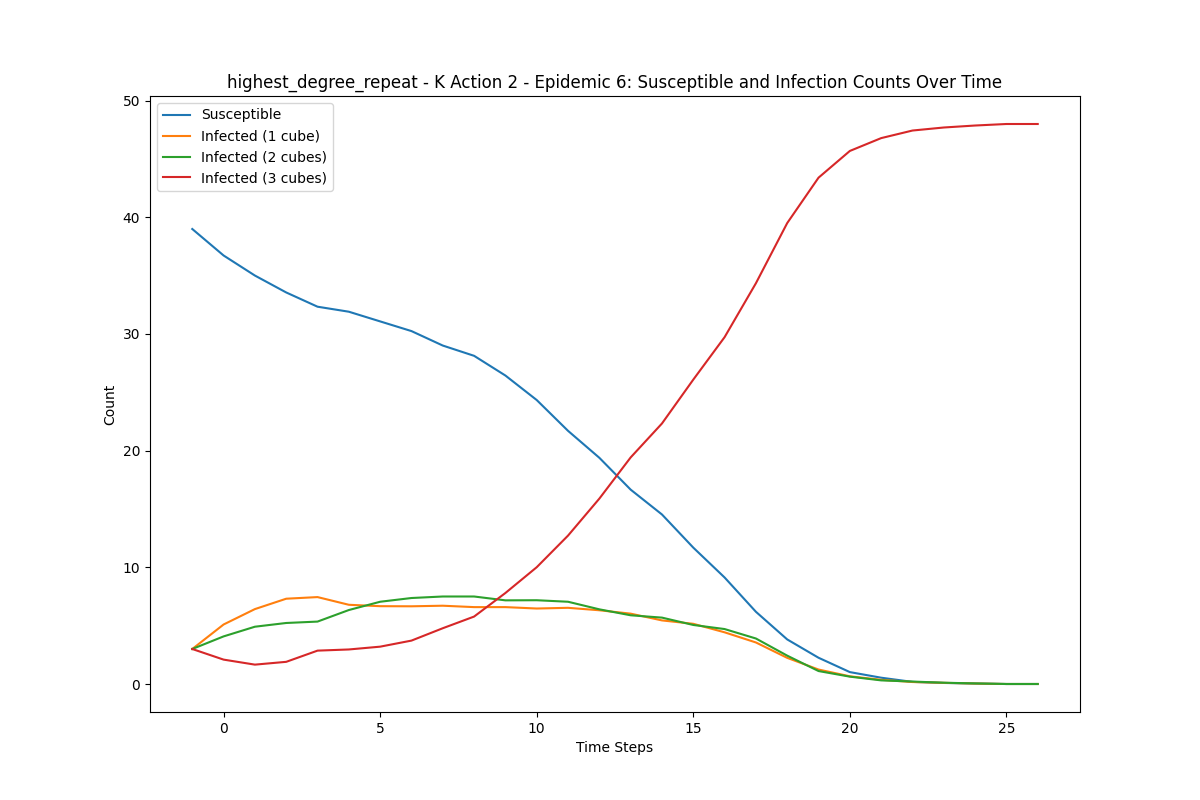 highest_degree_repeat - K Action 2 - Epidemic 6: Susceptible and Infection Counts Over Time
Susceptible
Infected (1 cube)
Infected (2 cubes)
Infected (3 cubes)
50
40
30
20
10
0
Count
0 5 10 15 20 25
Time Steps